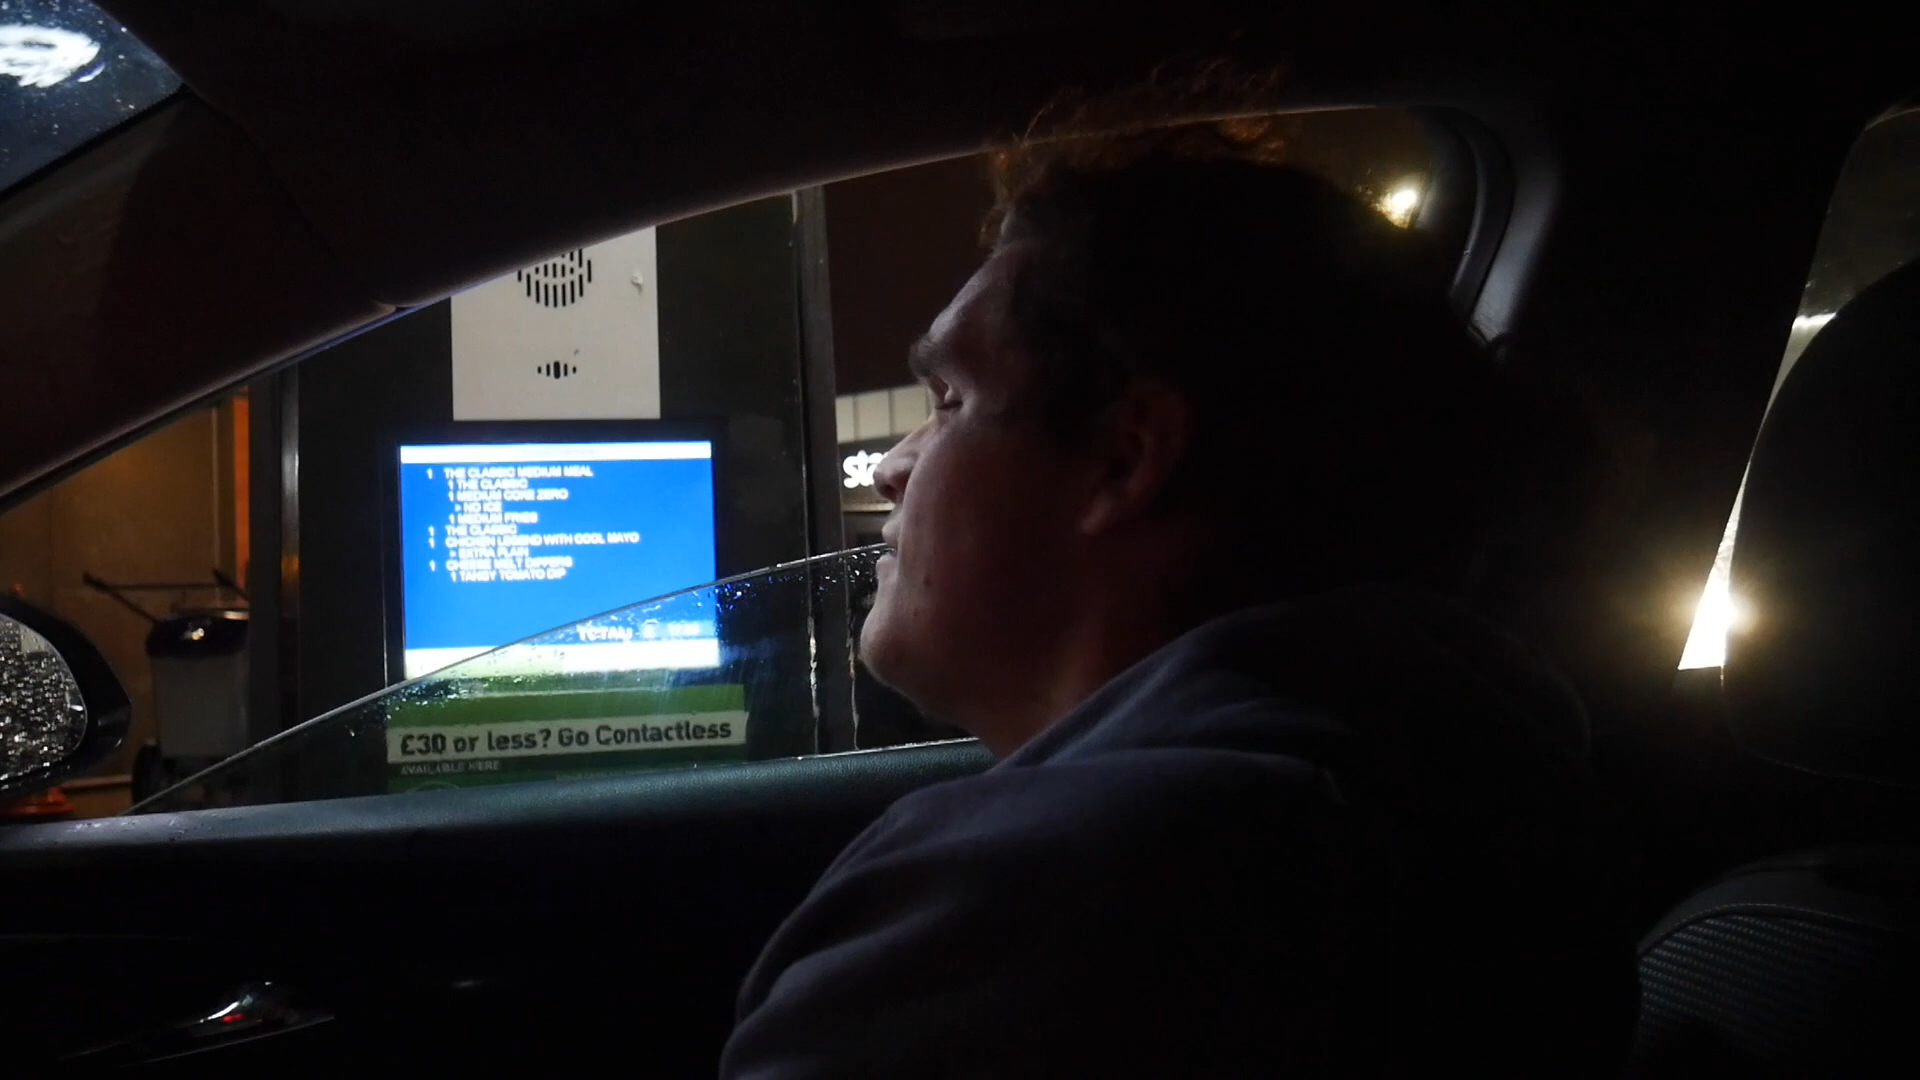 1 THE CLASSIC MEDIUM MEAL
1 THE CLASSIC
1 MEDIUM COKE ZERO
> NO ICE
1 MEDIUM FRIES
1 THE CLASSIC
1 CHICKEN LEGEND WITH COOL MAYO
> EXTRA PLAIN
1 CHEESE MELT DIPPERS
1 TANGY TOMATO DIP
TOTAL: £
£30 or less? Go Contactless
AVAILABLE HERE